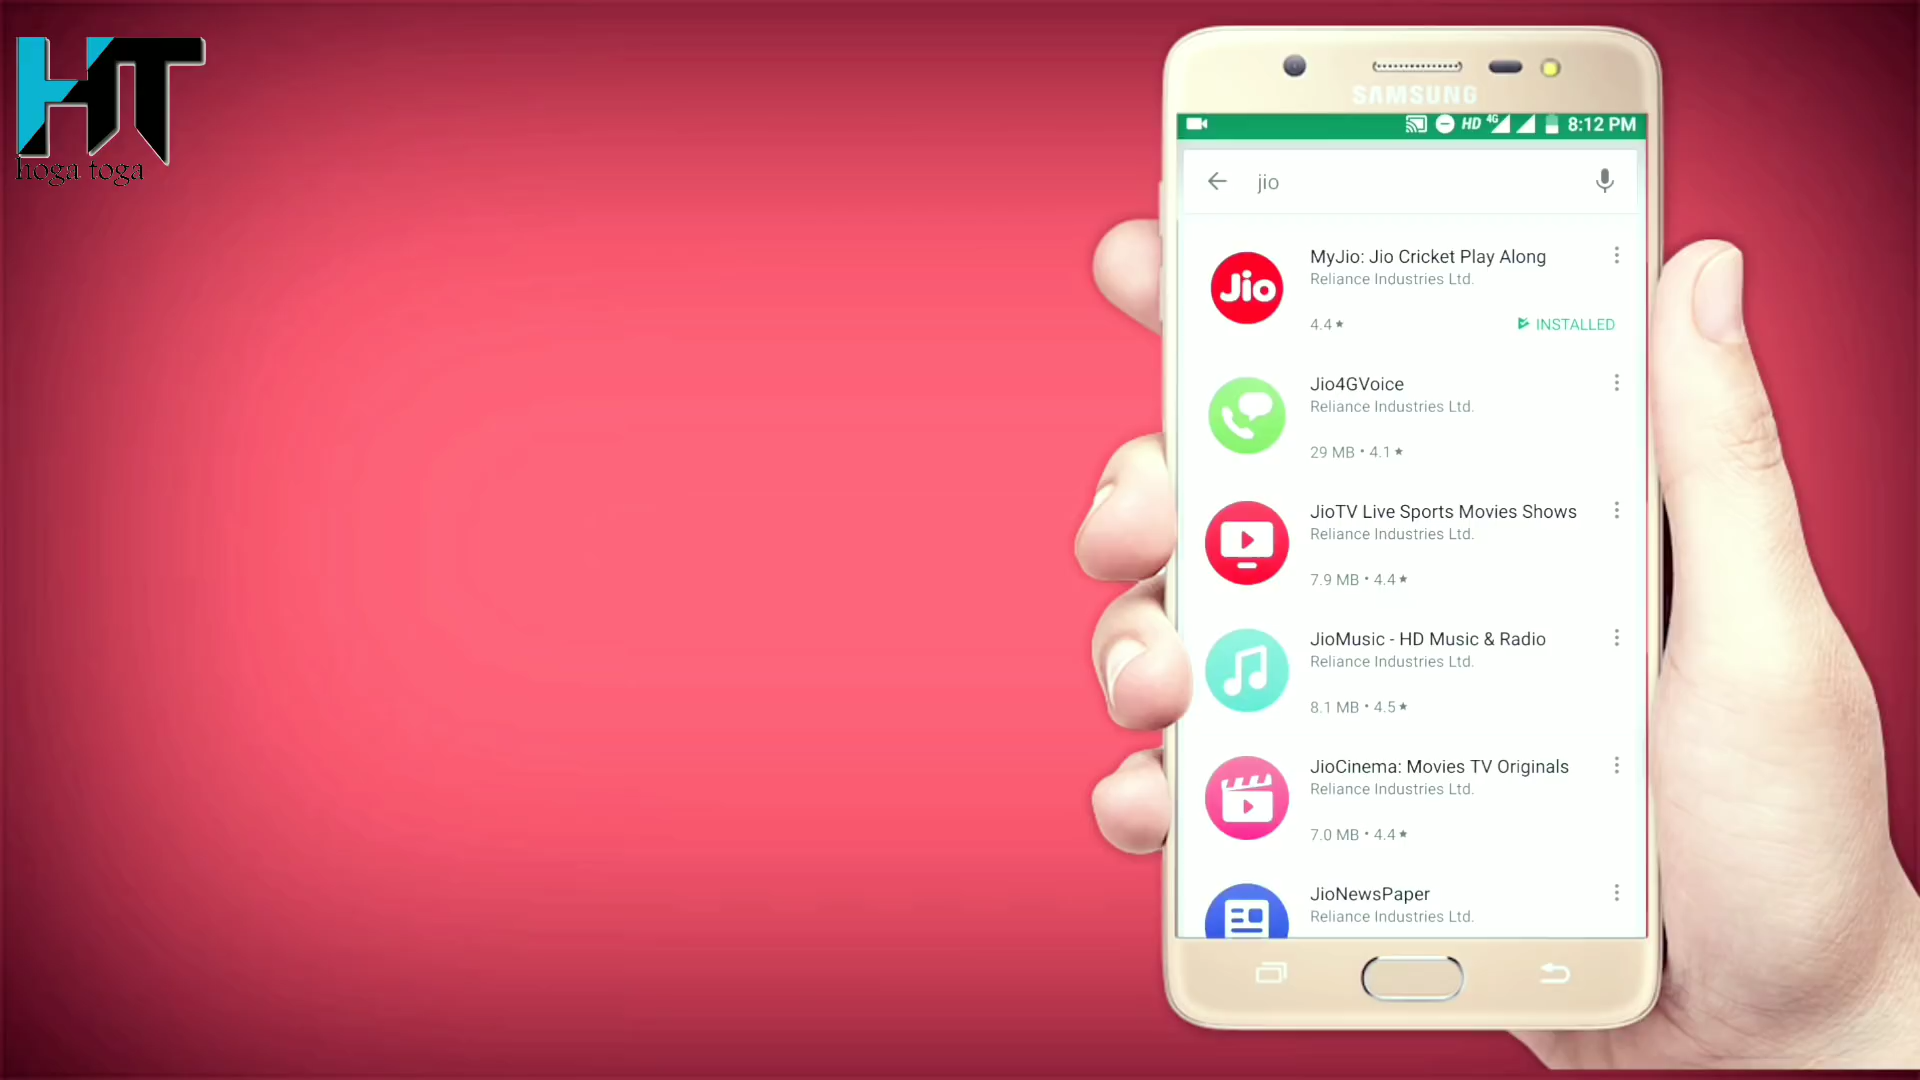 HT
hoga toga
SAMSUNG
HD 4G 8:12 PM
jio
MyJio: Jio Cricket Play Along
Reliance Industries Ltd.
Jio
4.4 ★
INSTALLED
Jio4GVoice
Reliance Industries Ltd.
29 MB • 4.1 ★
JioTV Live Sports Movies Shows
Reliance Industries Ltd.
7.9 MB • 4.4 ★
JioMusic - HD Music & Radio
Reliance Industries Ltd.
8.1 MB • 4.5 ★
JioCinema: Movies TV Originals
Reliance Industries Ltd.
7.0 MB • 4.4 ★
JioNewsPaper
Reliance Industries Ltd.